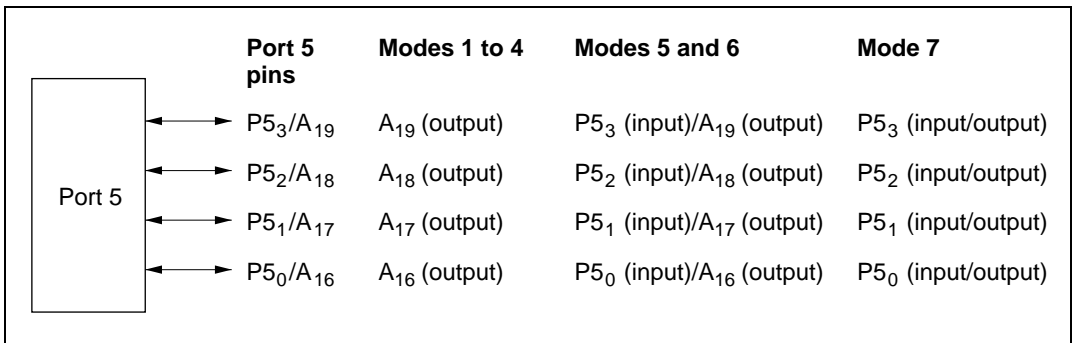 Port 5 pins Modes 1 to 4 Modes 5 and 6 Mode 7
P5₃/A₁₉ A₁₉ (output) P5₃ (input)/A₁₉ (output) P5₃ (input/output)
P5₂/A₁₈ A₁₈ (output) P5₂ (input)/A₁₈ (output) P5₂ (input/output)
Port 5
P5₁/A₁₇ A₁₇ (output) P5₁ (input)/A₁₇ (output) P5₁ (input/output)
P5₀/A₁₆ A₁₆ (output) P5₀ (input)/A₁₆ (output) P5₀ (input/output)